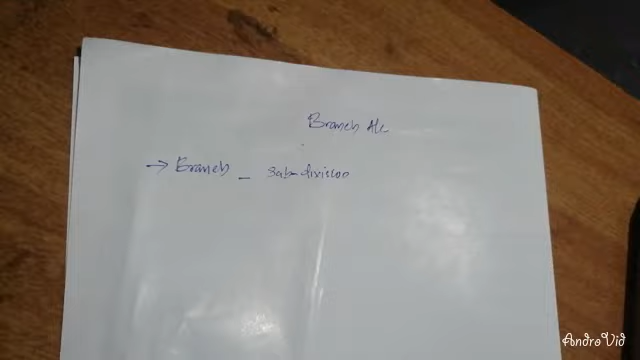 Branch A/c
→ Branch - Sub-division
AndroVid